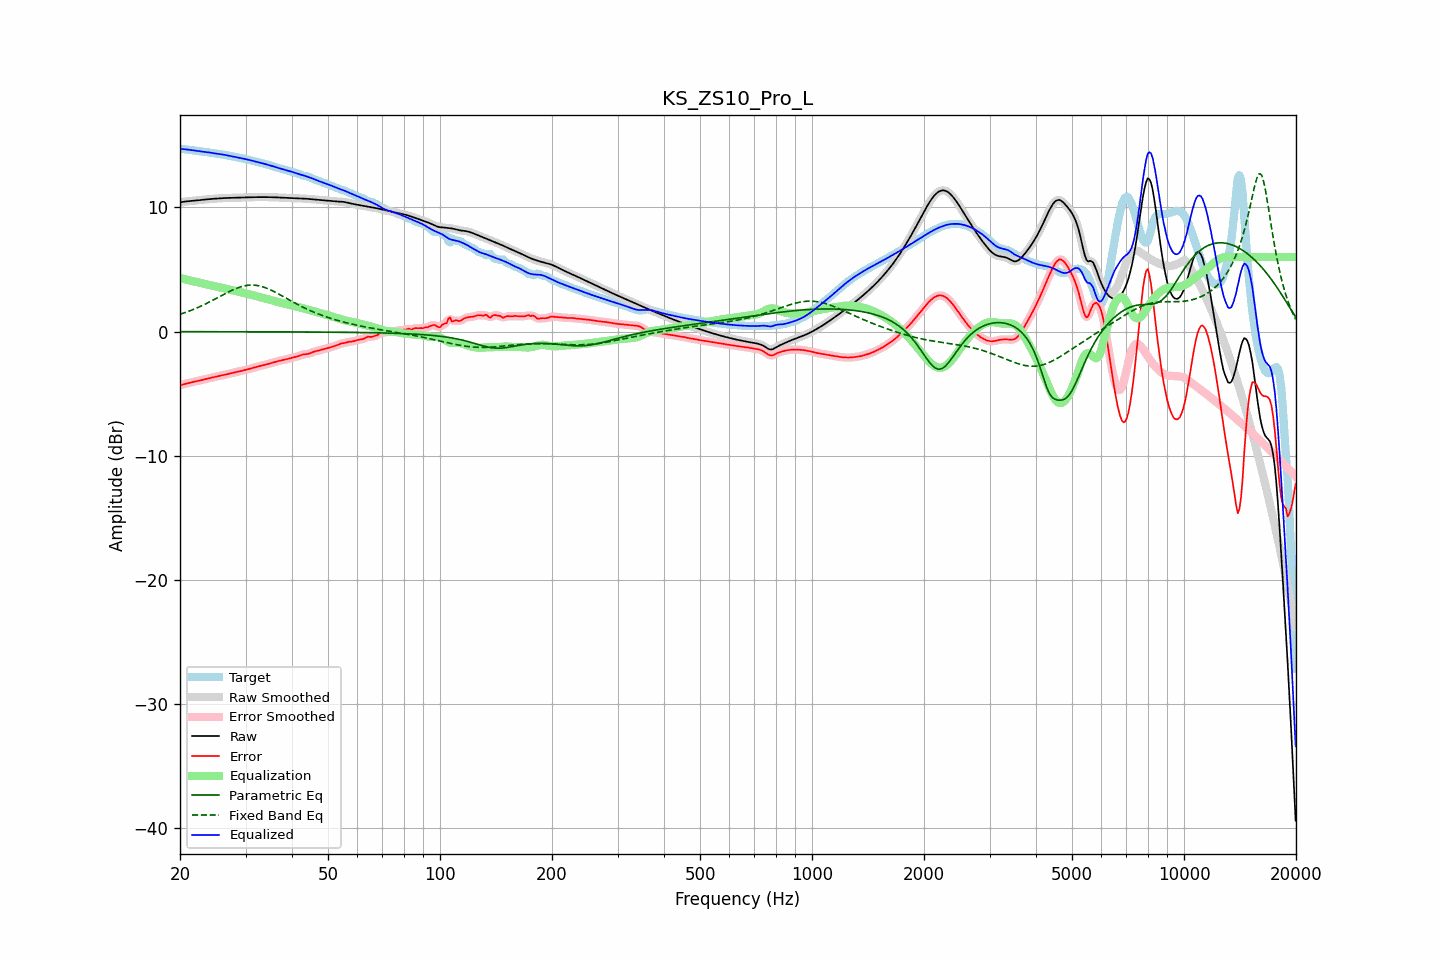 KS_ZS10_Pro_L
10
0
−10
−20
−30
−40
Amplitude (dBr)
Target
Raw Smoothed
Error Smoothed
Raw
Error
Equalization
Parametric Eq
Fixed Band Eq
Equalized
20 50 100 200 500 1000 2000 5000 10000 20000
Frequency (Hz)